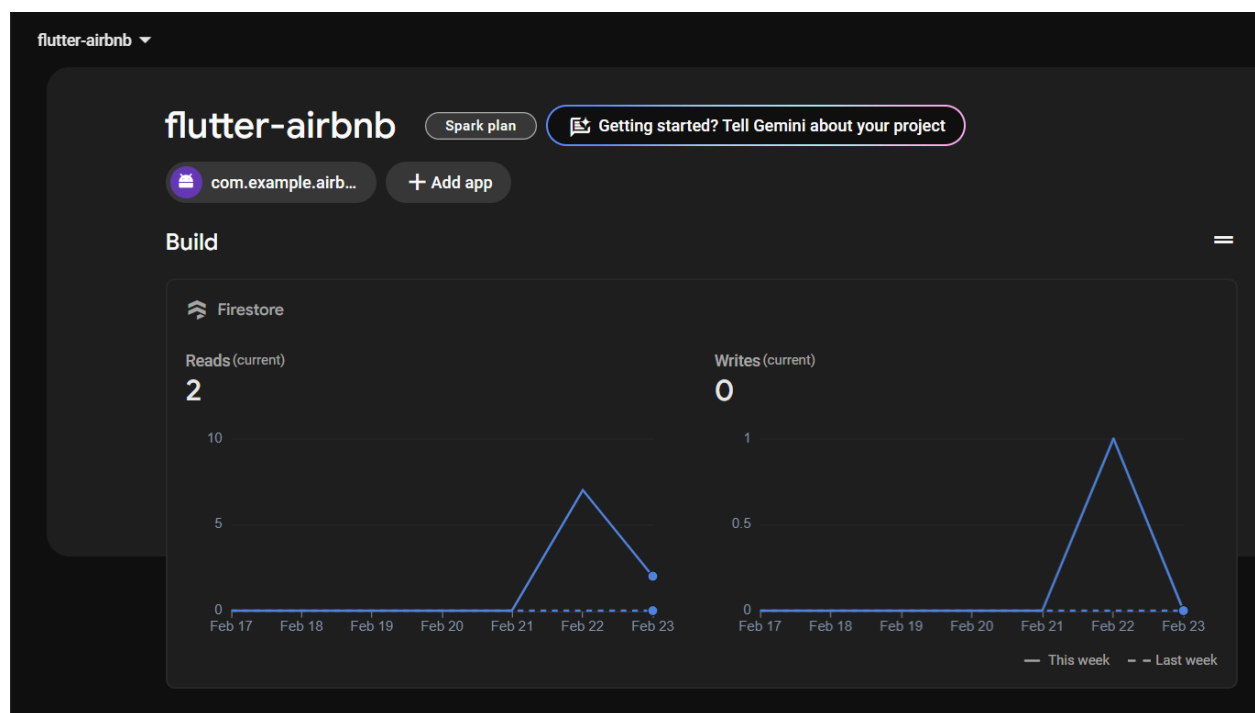 flutter-airbnb
flutter-airbnb Spark plan Getting started? Tell Gemini about your project
com.example.airb... + Add app
Build
Firestore
Reads (current) Writes (current)
2 0
10 1
5 0.5
0 0
Feb 17 Feb 18 Feb 19 Feb 20 Feb 21 Feb 22 Feb 23 Feb 17 Feb 18 Feb 19 Feb 20 Feb 21 Feb 22 Feb 23
This week Last week